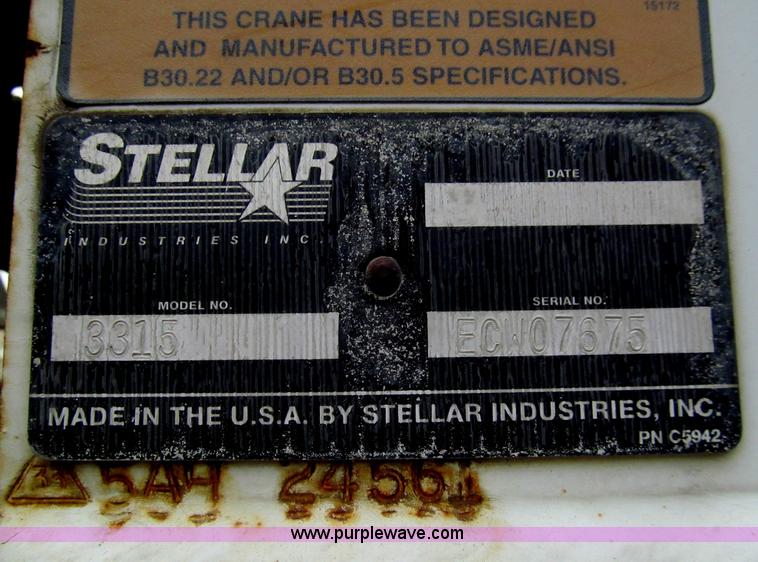 15172
THIS CRANE HAS BEEN DESIGNED
AND MANUFACTURED TO ASME/ANSI
B30.22 AND/OR B30.5 SPECIFICATIONS.
STELLAR
INDUSTRIES INC.
DATE
MODEL NO.
3315
SERIAL NO.
ECW07675
MADE IN THE U.S.A. BY STELLAR INDUSTRIES, INC.
PN C5942
5AH 24561
www.purplewave.com